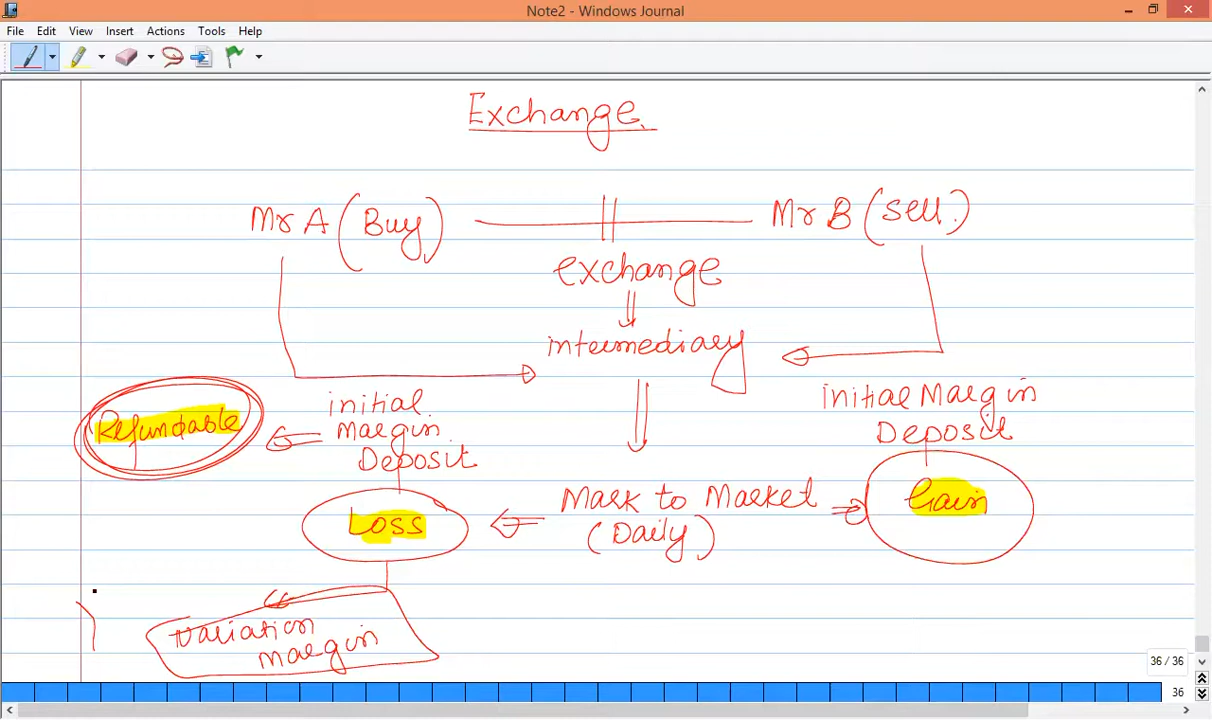 Note2 - Windows Journal
File Edit View Insert Actions Tools Help
Exchange
Mr A (Buy) Mr B (Sell.)
exchange
intermediary
initial Margin Deposit Initial Margin Deposit
Refundable
Mark to Market (Daily)
Loss Gain
variation margin
36 / 36
36